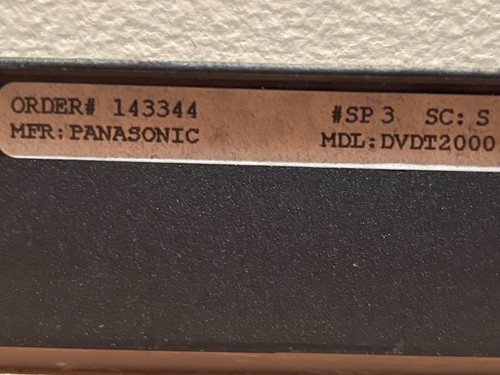 ORDER# 143344 #SP 3 SC: S
MFR: PANASONIC MDL: DVDT2000